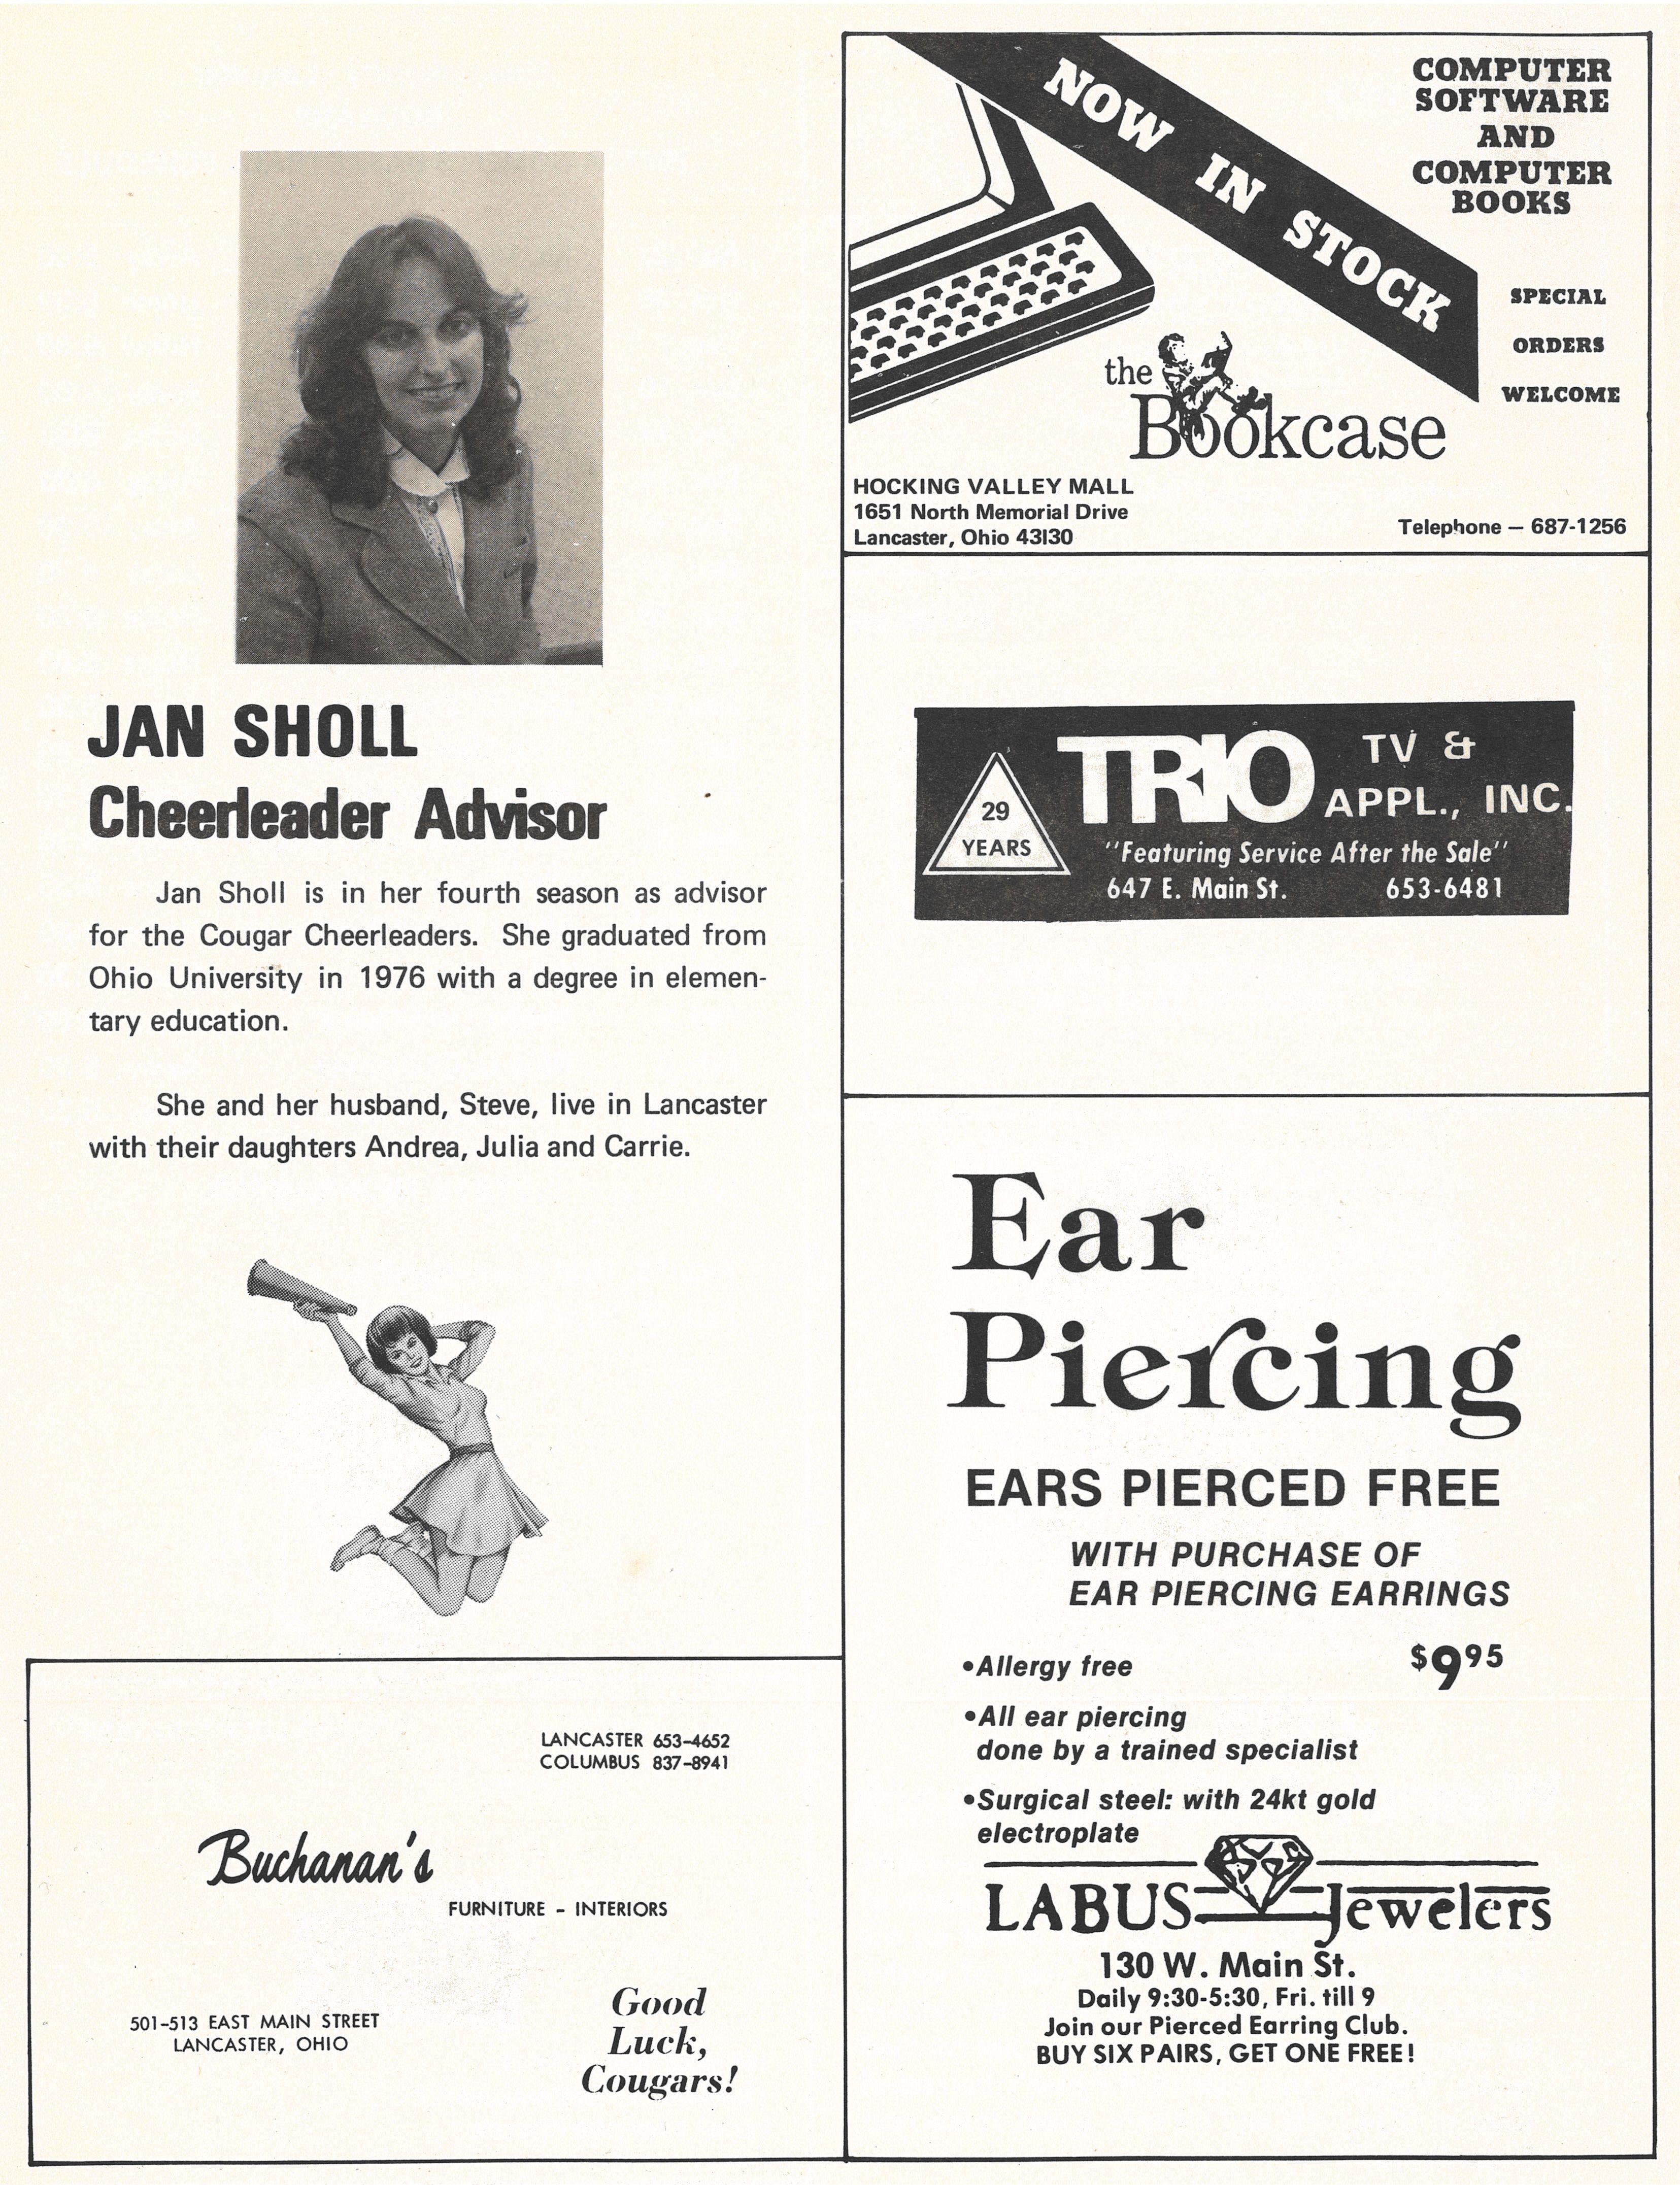 JAN SHOLL
Cheerleader Advisor
Jan Sholl is in her fourth season as advisor
for the Cougar Cheerleaders. She graduated from
Ohio University in 1976 with a degree in elemen-
tary education.
She and her husband, Steve, live in Lancaster
with their daughters Andrea, Julia and Carrie.
LANCASTER 653-4652
COLUMBUS 837-8941
Buchanan's
FURNITURE - INTERIORS
501-513 EAST MAIN STREET
LANCASTER, OHIO
Good
Luck,
Cougars!
NOW IN STOCK
COMPUTER
SOFTWARE
AND
COMPUTER
BOOKS
SPECIAL
ORDERS
WELCOME
the
Bookcase
HOCKING VALLEY MALL
1651 North Memorial Drive
Lancaster, Ohio 43130
Telephone — 687-1256
29
YEARS
TRIO TV &
APPL., INC.
"Featuring Service After the Sale"
647 E. Main St. 653-6481
Ear
Piercing
EARS PIERCED FREE
WITH PURCHASE OF
EAR PIERCING EARRINGS
•Allergy free $9.95
•All ear piercing
done by a trained specialist
•Surgical steel: with 24kt gold
electroplate
LABUS Jewelers
130 W. Main St.
Daily 9:30-5:30, Fri. till 9
Join our Pierced Earring Club.
BUY SIX PAIRS, GET ONE FREE!